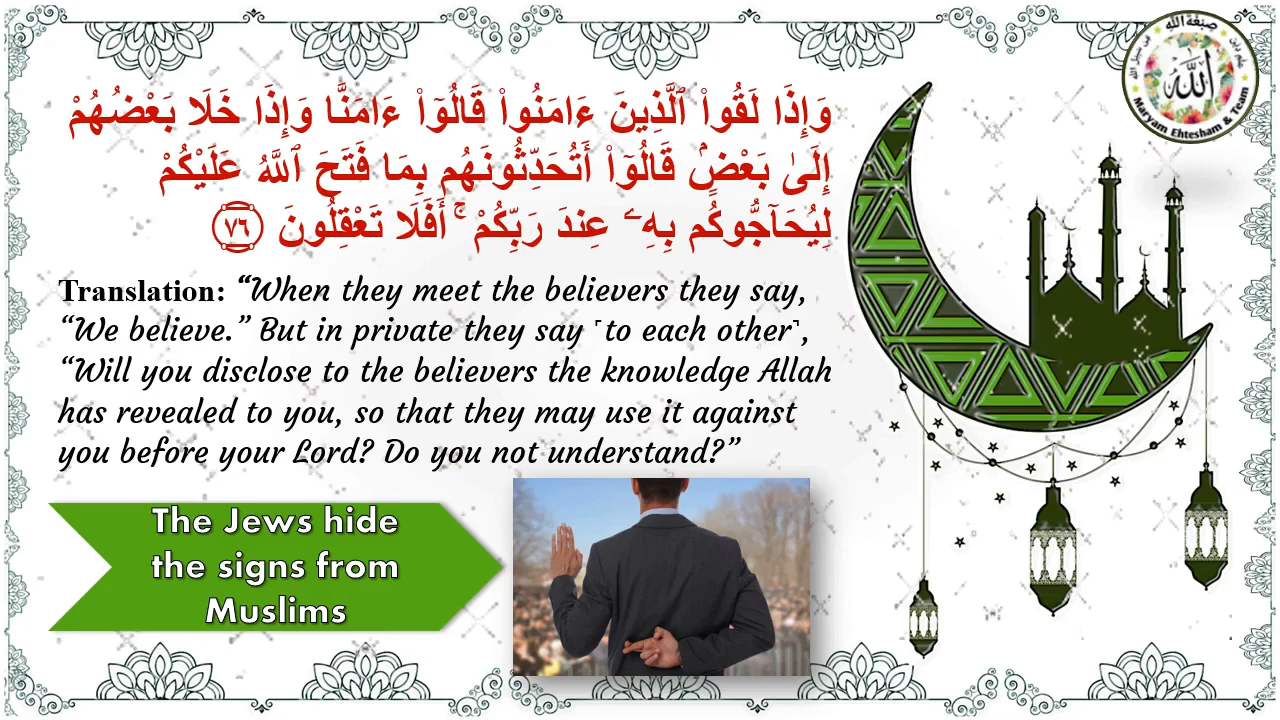 وَإِذَا لَقُوا۟ ٱلَّذِينَ ءَامَنُوا۟ قَالُوٓا۟ ءَامَنَّا وَإِذَا خَلَا بَعْضُهُمْ
إِلَىٰ بَعْضٍۢ قَالُوٓا۟ أَتُحَدِّثُونَهُم بِمَا فَتَحَ ٱللَّهُ عَلَيْكُمْ
لِيُحَآجُّوكُم بِهِۦ عِندَ رَبِّكُمْ ۚ أَفَلَا تَعْقِلُونَ ٧٦
Translation: “When they meet the believers they say,
“We believe.” But in private they say ˹to each other˺,
“Will you disclose to the believers the knowledge Allah
has revealed to you, so that they may use it against
you before your Lord? Do you not understand?”
The Jews hide
the signs from
Muslims
صبغة الله
الله
Maryam Ehtesham & Team